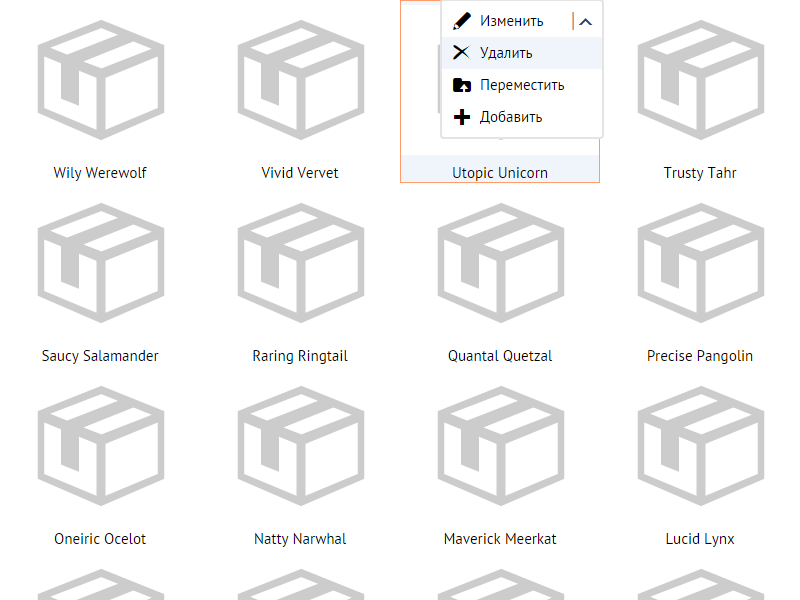 Изменить
Удалить
Переместить
Добавить
Wily Werewolf
Vivid Vervet
Utopic Unicorn
Trusty Tahr
Saucy Salamander
Raring Ringtail
Quantal Quetzal
Precise Pangolin
Oneiric Ocelot
Natty Narwhal
Maverick Meerkat
Lucid Lynx